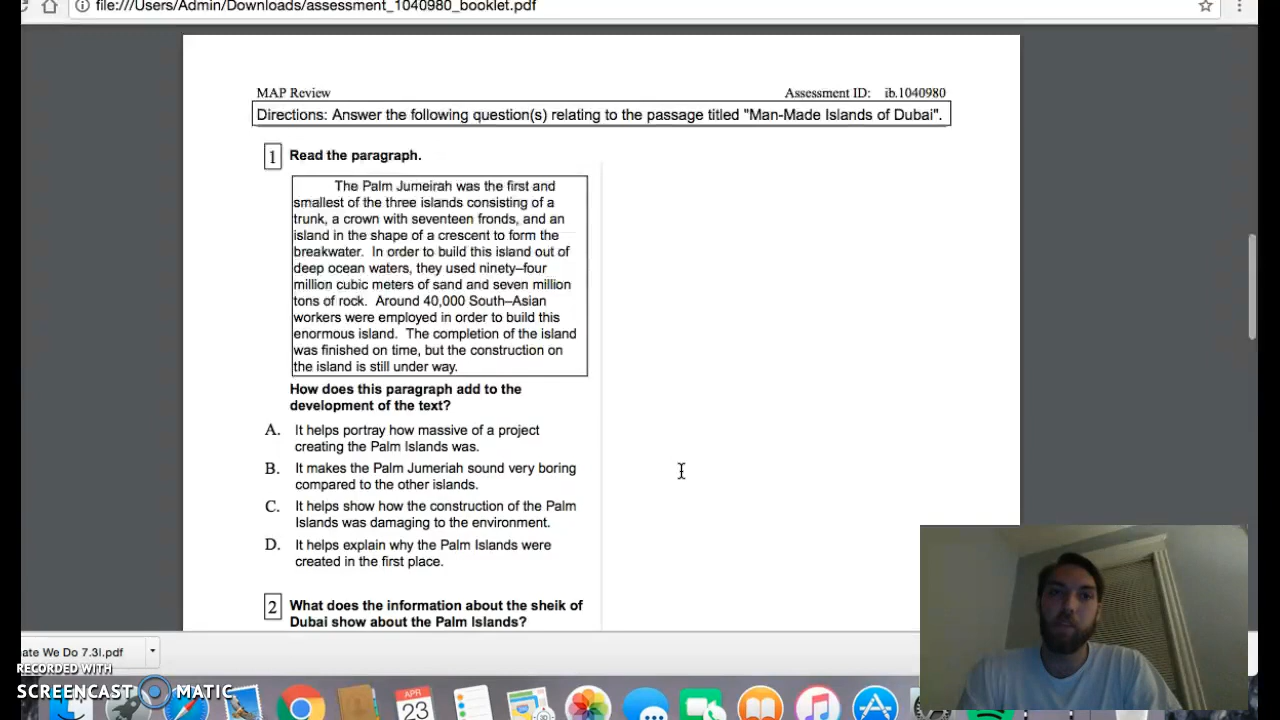 file:///Users/Admin/Downloads/assessment_1040980_booklet.pdf
MAP Review
Assessment ID: ib.1040980
Directions: Answer the following question(s) relating to the passage titled "Man-Made Islands of Dubai".
1 Read the paragraph.
The Palm Jumeirah was the first and
smallest of the three islands consisting of a
trunk, a crown with seventeen fronds, and an
island in the shape of a crescent to form the
breakwater. In order to build this island out of
deep ocean waters, they used ninety–four
million cubic meters of sand and seven million
tons of rock. Around 40,000 South–Asian
workers were employed in order to build this
enormous island. The completion of the island
was finished on time, but the construction on
the island is still under way.
How does this paragraph add to the
development of the text?
A. It helps portray how massive of a project
creating the Palm Islands was.
B. It makes the Palm Jumeriah sound very boring
compared to the other islands.
C. It helps show how the construction of the Palm
Islands was damaging to the environment.
D. It helps explain why the Palm Islands were
created in the first place.
2 What does the information about the sheik of
Dubai show about the Palm Islands?
ate We Do 7.3I.pdf
RECORDED WITH
SCREENCAST MATIC
APR
23